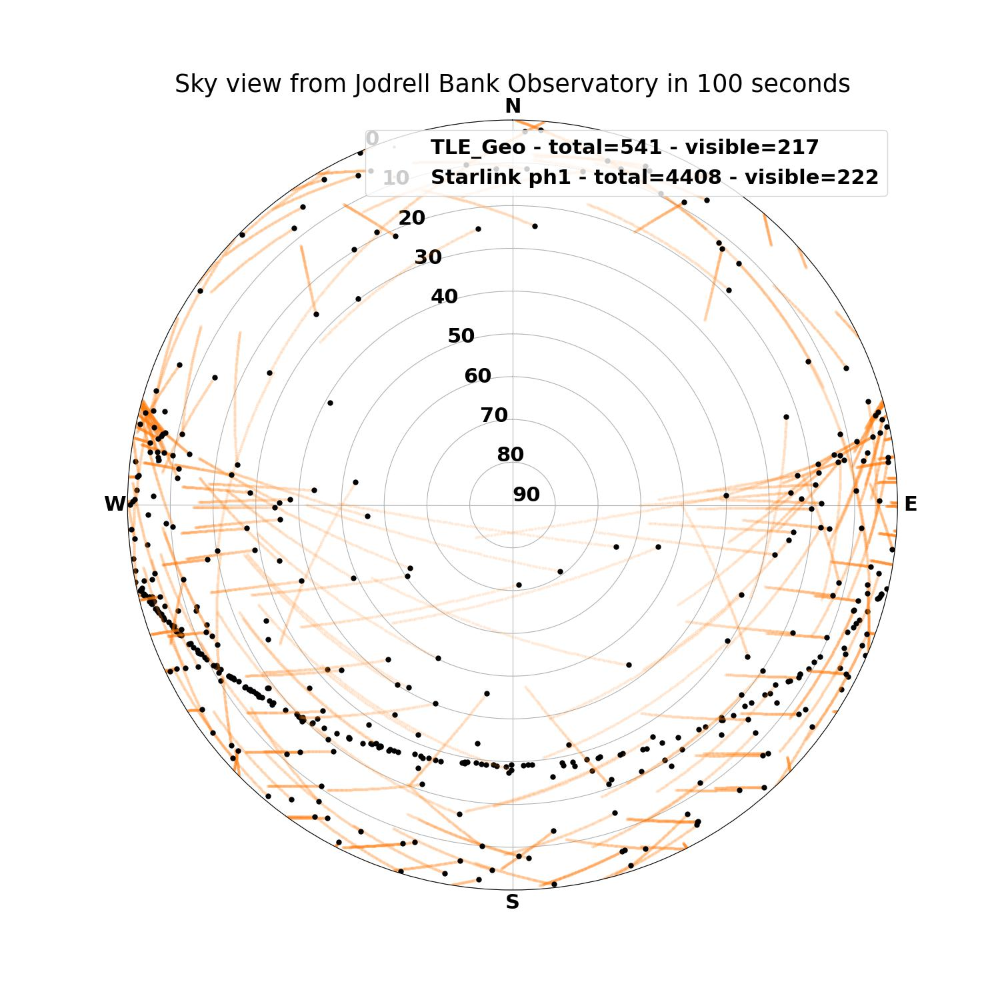 Sky view from Jodrell Bank Observatory in 100 seconds
N
0
TLE_Geo - total=541 - visible=217
10
Starlink ph1 - total=4408 - visible=222
20
30
40
50
60
70
80
90
W
E
S